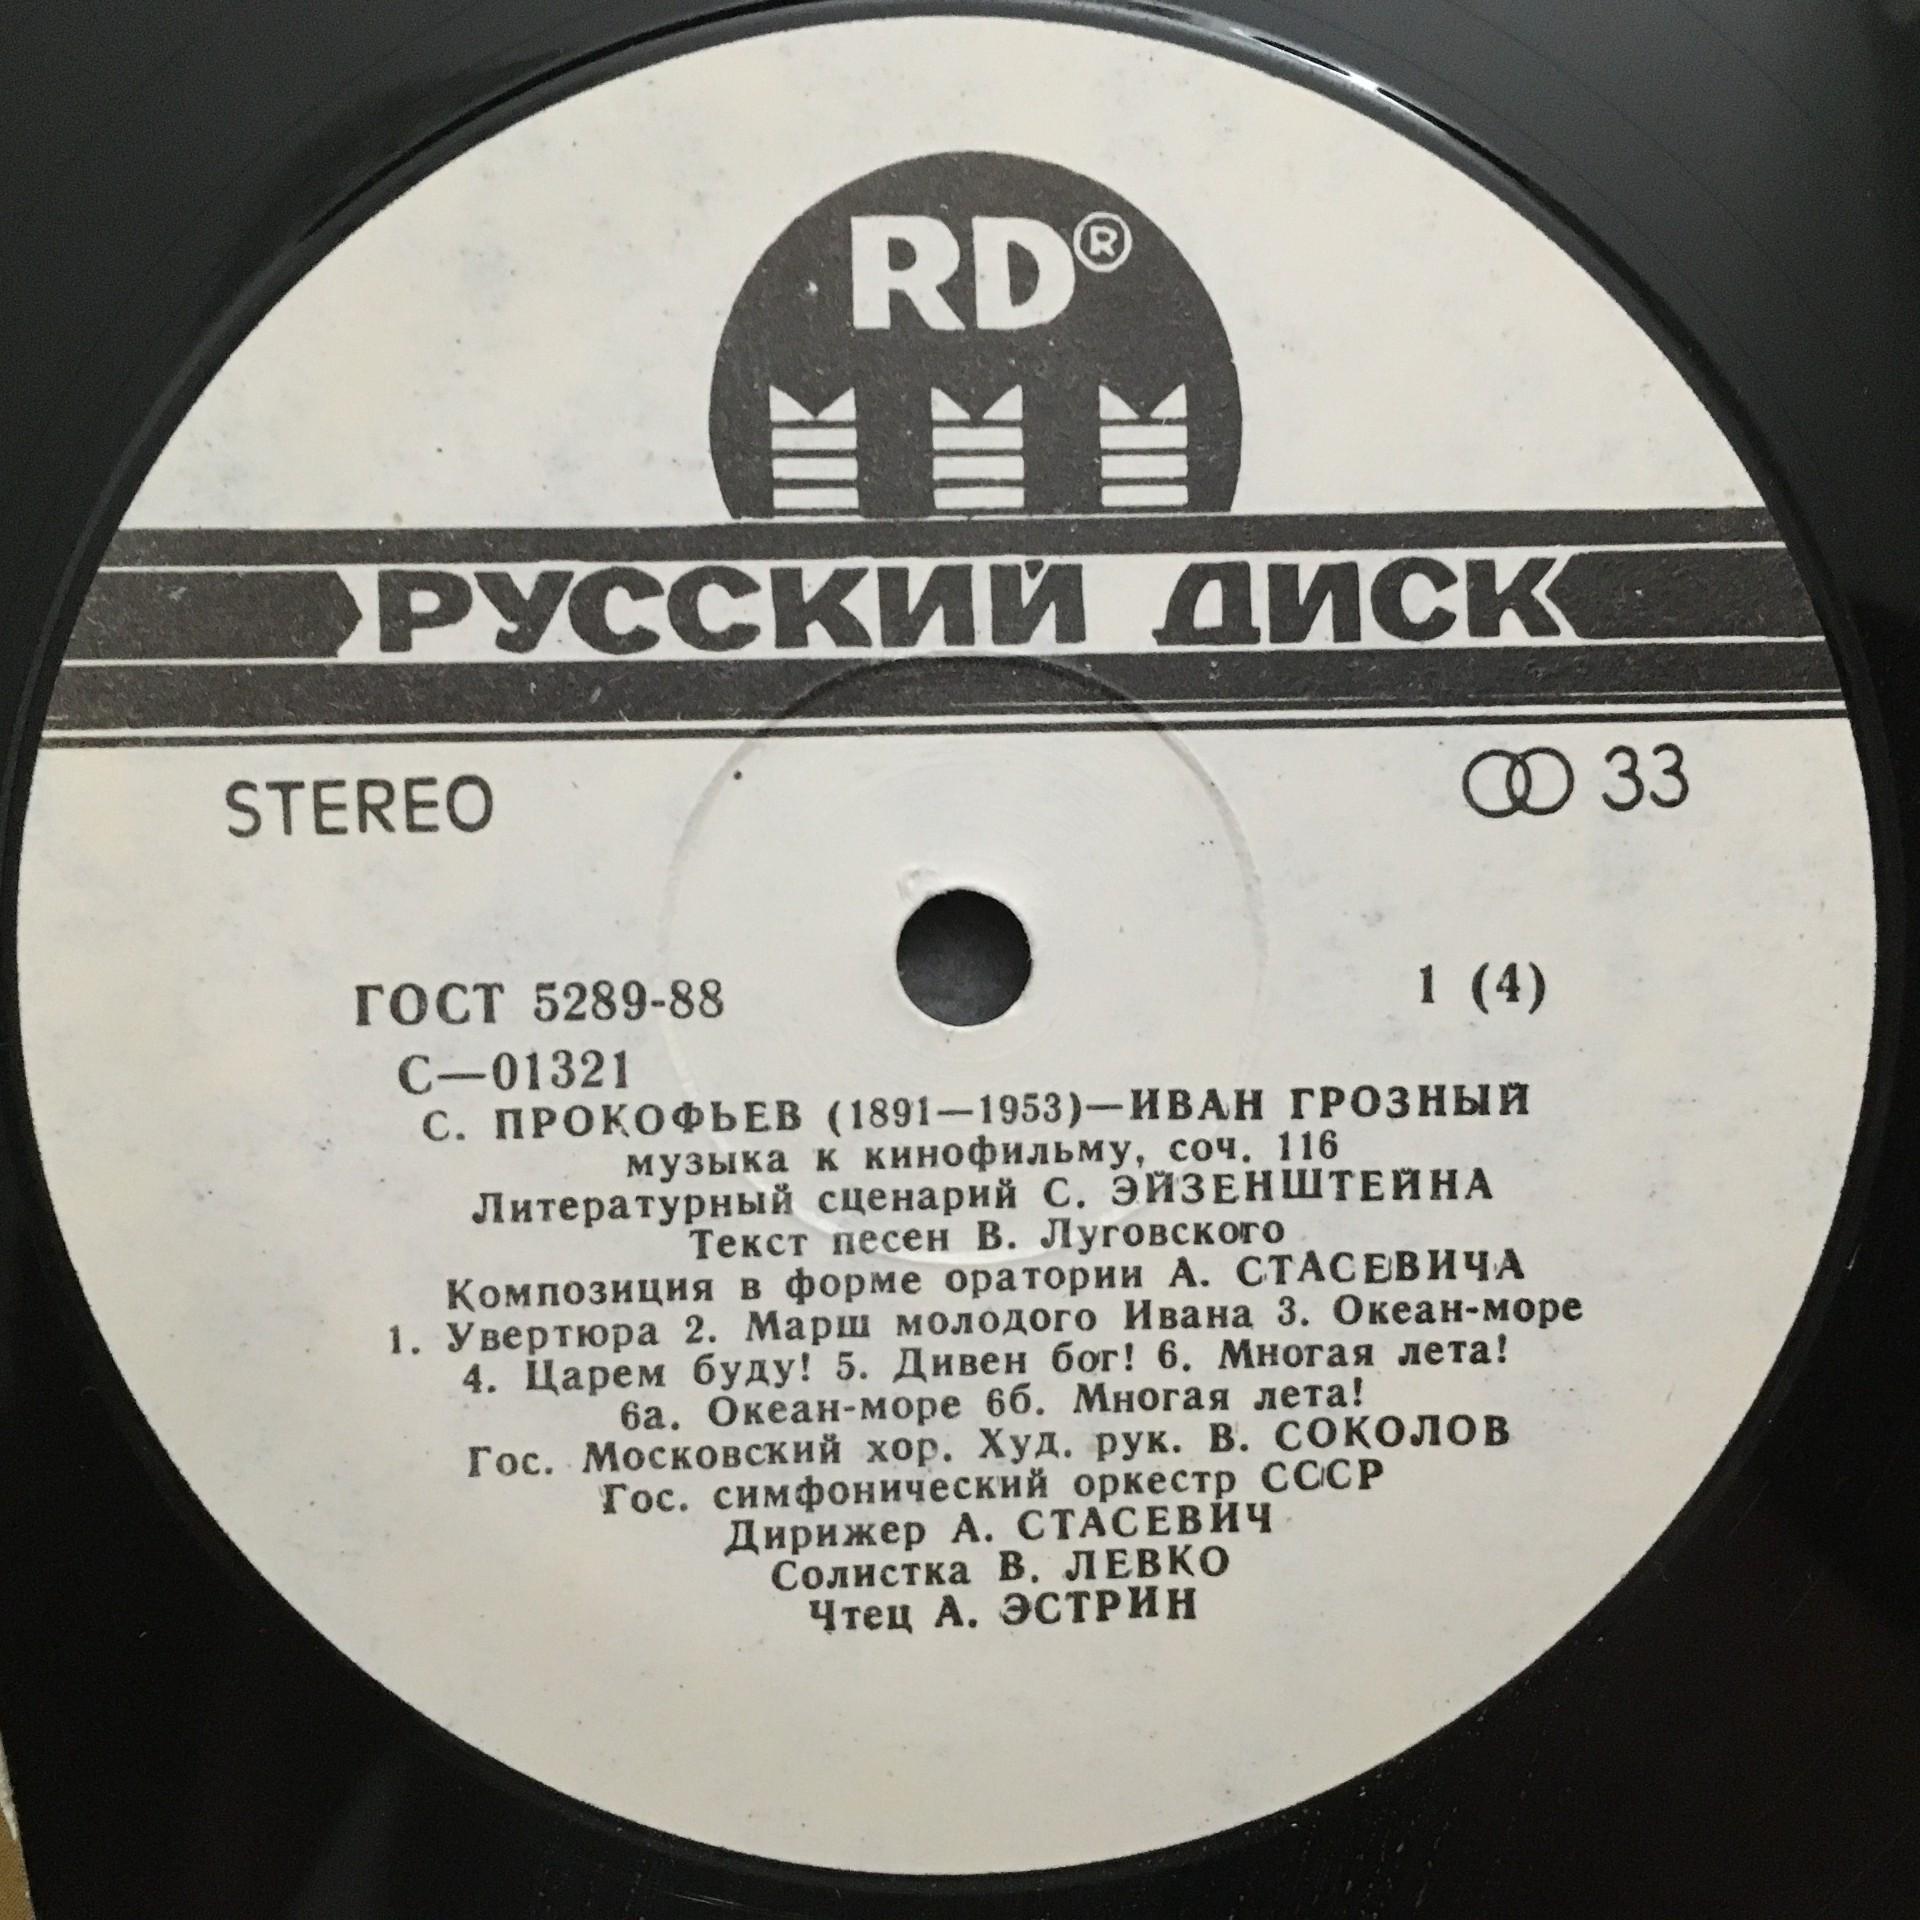 RD®
РУССКИЙ ДИСК
STEREO
33
ГОСТ 5289-88
1 (4)
С—01321
С. ПРОКОФЬЕВ (1891—1953)—ИВАН ГРОЗНЫЙ
музыка к кинофильму, соч. 116
Литературный сценарий С. ЭЙЗЕНШТЕЙНА
Текст песен В. Луговского
Композиция в форме оратории А. СТАСЕВИЧА
1. Увертюра 2. Марш молодого Ивана 3. Океан-море
4. Царем буду! 5. Дивен бог! 6. Многая лета!
6а. Океан-море 6б. Многая лета!
Гос. Московский хор. Худ. рук. В. СОКОЛОВ
Гос. симфонический оркестр СССР
Дирижер А. СТАСЕВИЧ
Солистка В. ЛЕВКО
Чтец А. ЭСТРИН